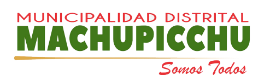 MUNICIPALIDAD DISTRITAL
MACHUPICCHU
Somos Todos